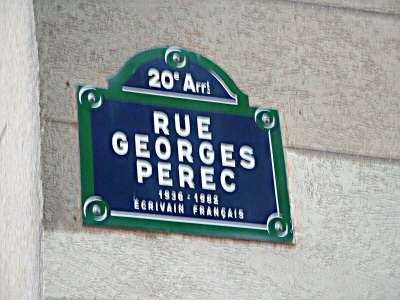 20e Arrt
RUE
GEORGES
PEREC
1936 - 1982
ÉCRIVAIN FRANÇAIS